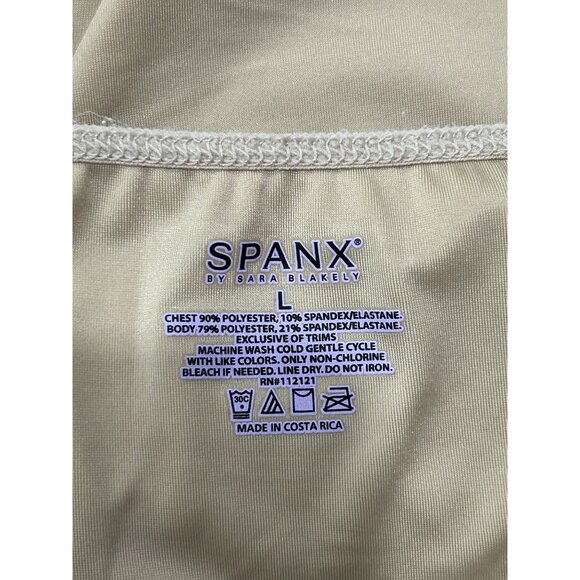 SPANX®
BY SARA BLAKELY
L
CHEST 90% POLYESTER, 10% SPANDEX/ELASTANE.
BODY 79% POLYESTER, 21% SPANDEX/ELASTANE.
EXCLUSIVE OF TRIMS
MACHINE WASH COLD GENTLE CYCLE
WITH LIKE COLORS. ONLY NON-CHLORINE
BLEACH IF NEEDED. LINE DRY. DO NOT IRON.
RN#112121
30C
MADE IN COSTA RICA